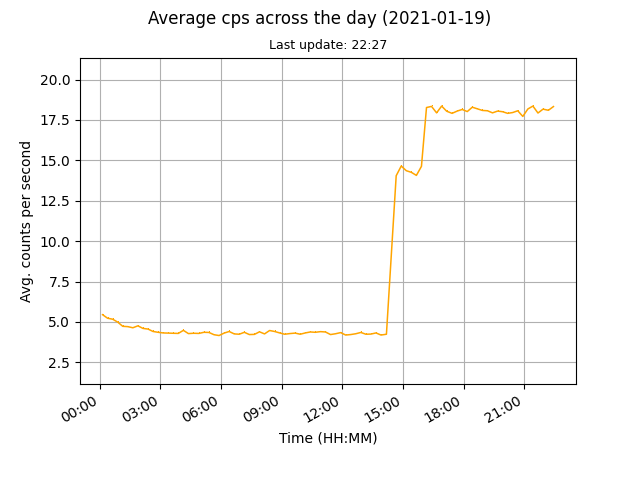 Average cps across the day (2021-01-19)
Last update: 22:27
20.0
17.5
15.0
12.5
10.0
7.5
5.0
2.5
Avg. counts per second
00:00 03:00 06:00 09:00 12:00 15:00 18:00 21:00
Time (HH:MM)